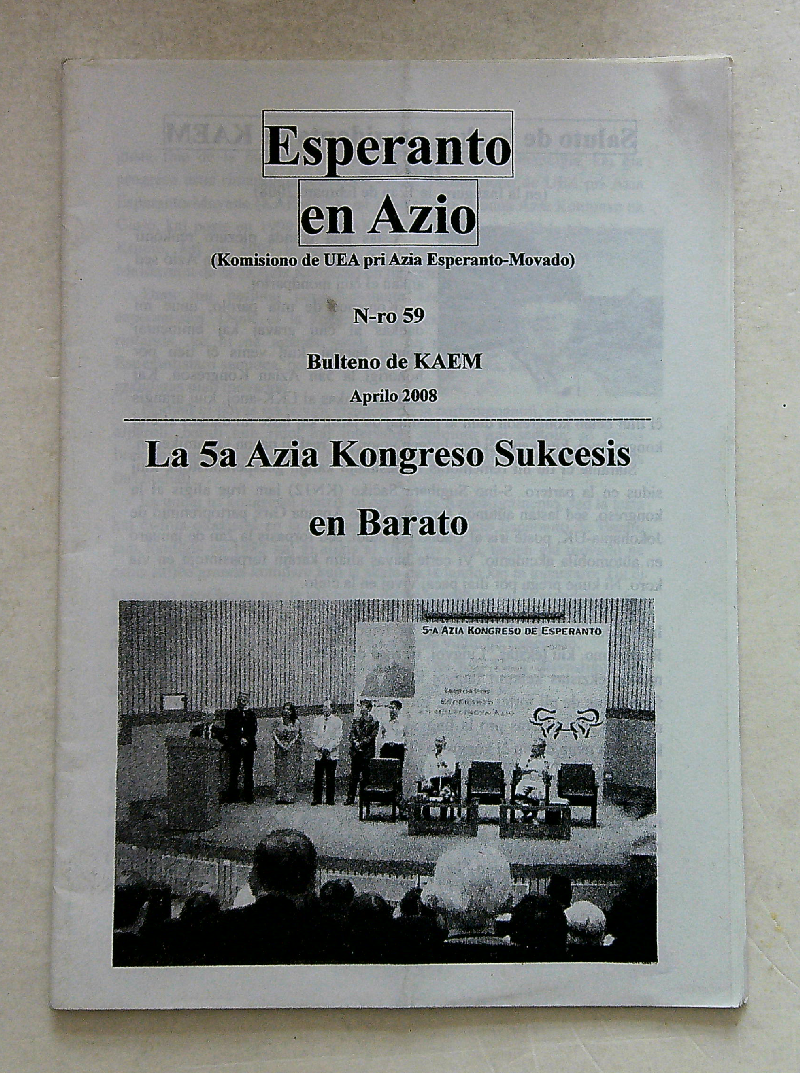 Esperanto
en Azio
(Komisiono de UEA pri Azia Esperanto-Movado)
N-ro 59
Bulteno de KAEM
Aprilo 2008
La 5a Azia Kongreso Sukcesis
en Barato
5-a Azia Kongreso de Esperanto
Esperanto